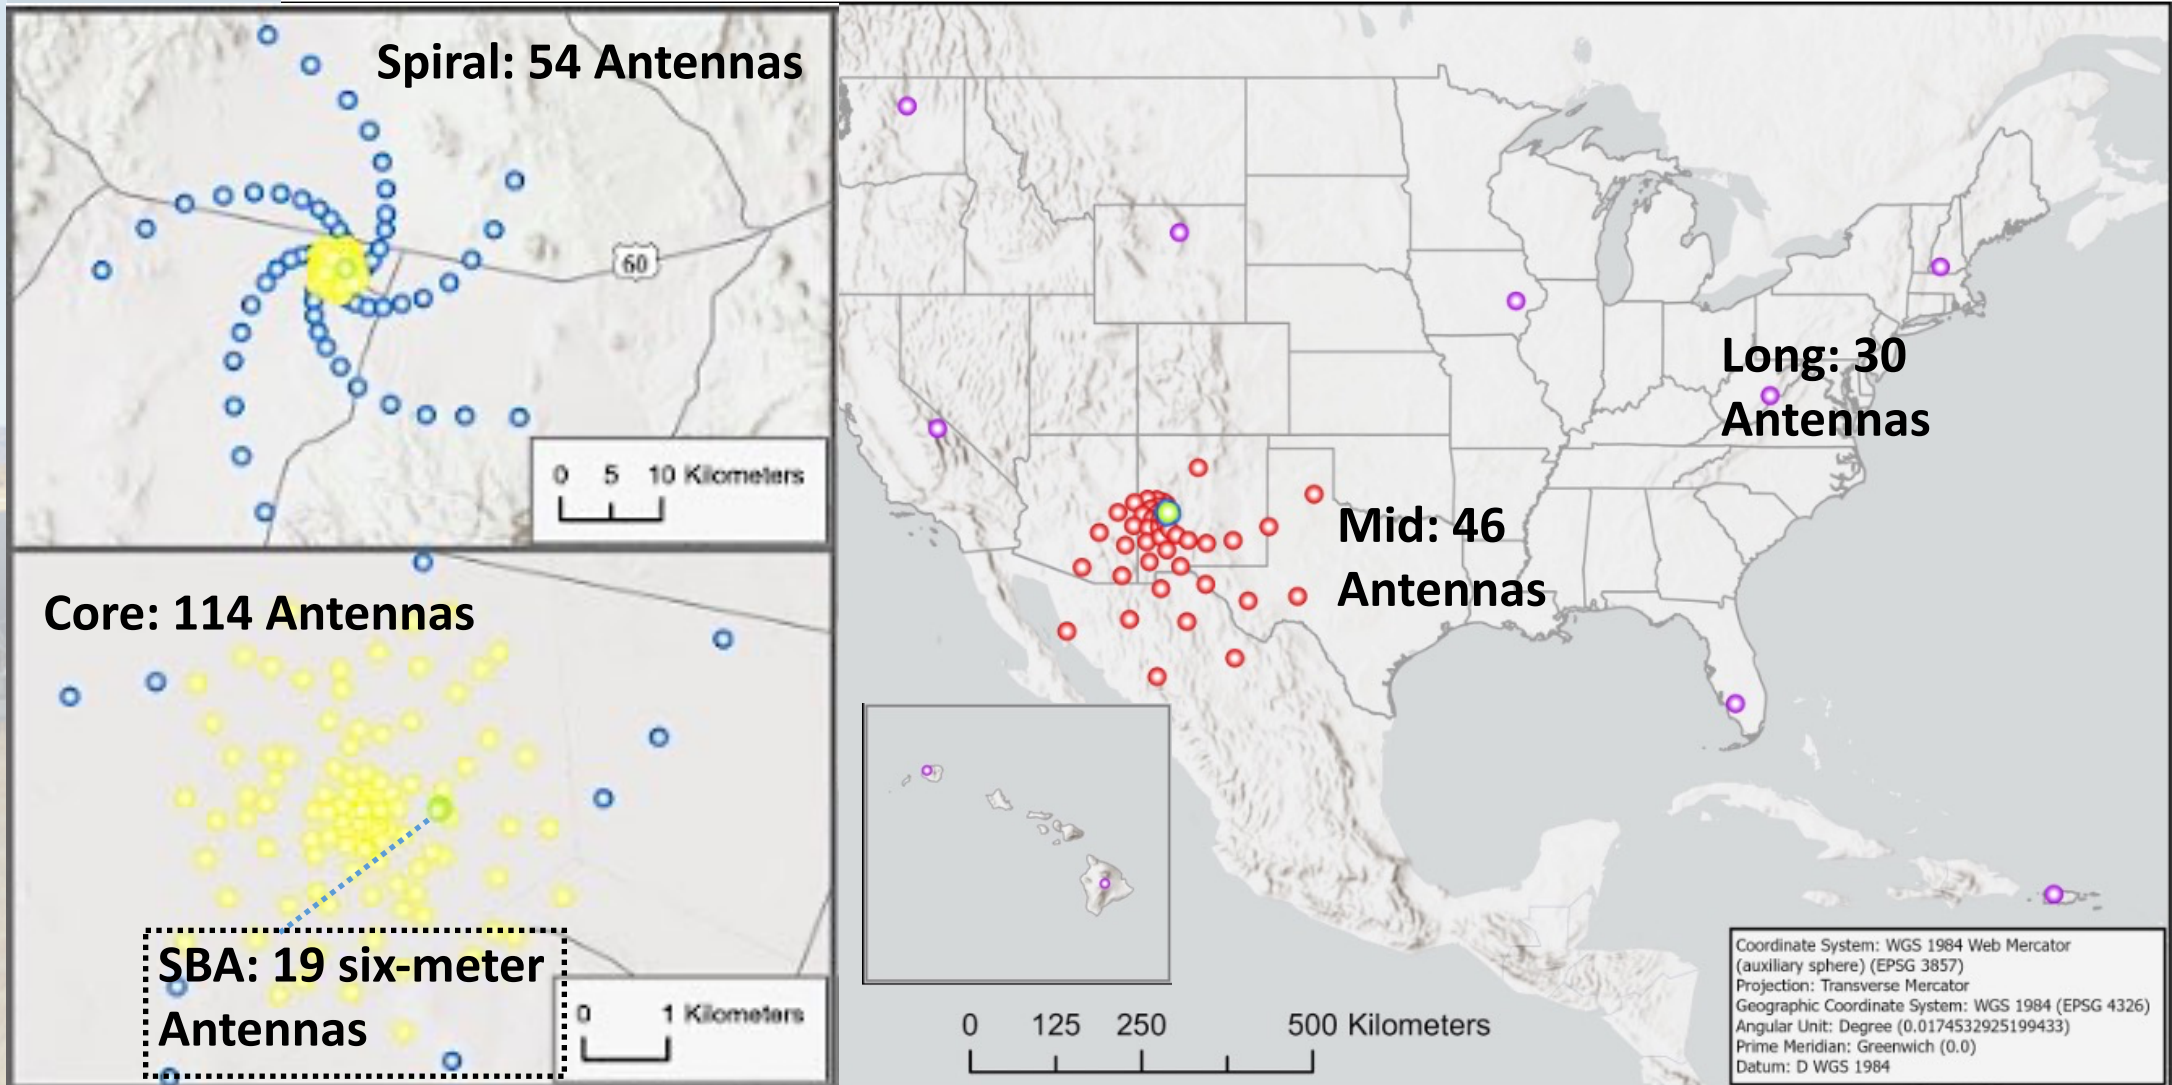 Spiral: 54 Antennas
60
0 5 10 Kilometers
Core: 114 Antennas
SBA: 19 six-meter
Antennas
0 1 Kilometers
Long: 30
Antennas
Mid: 46
Antennas
0 125 250 500 Kilometers
Coordinate System: WGS 1984 Web Mercator
(auxiliary sphere) (EPSG 3857)
Projection: Transverse Mercator
Geographic Coordinate System: WGS 1984 (EPSG 4326)
Angular Unit: Degree (0.0174532925199433)
Prime Meridian: Greenwich (0.0)
Datum: D WGS 1984